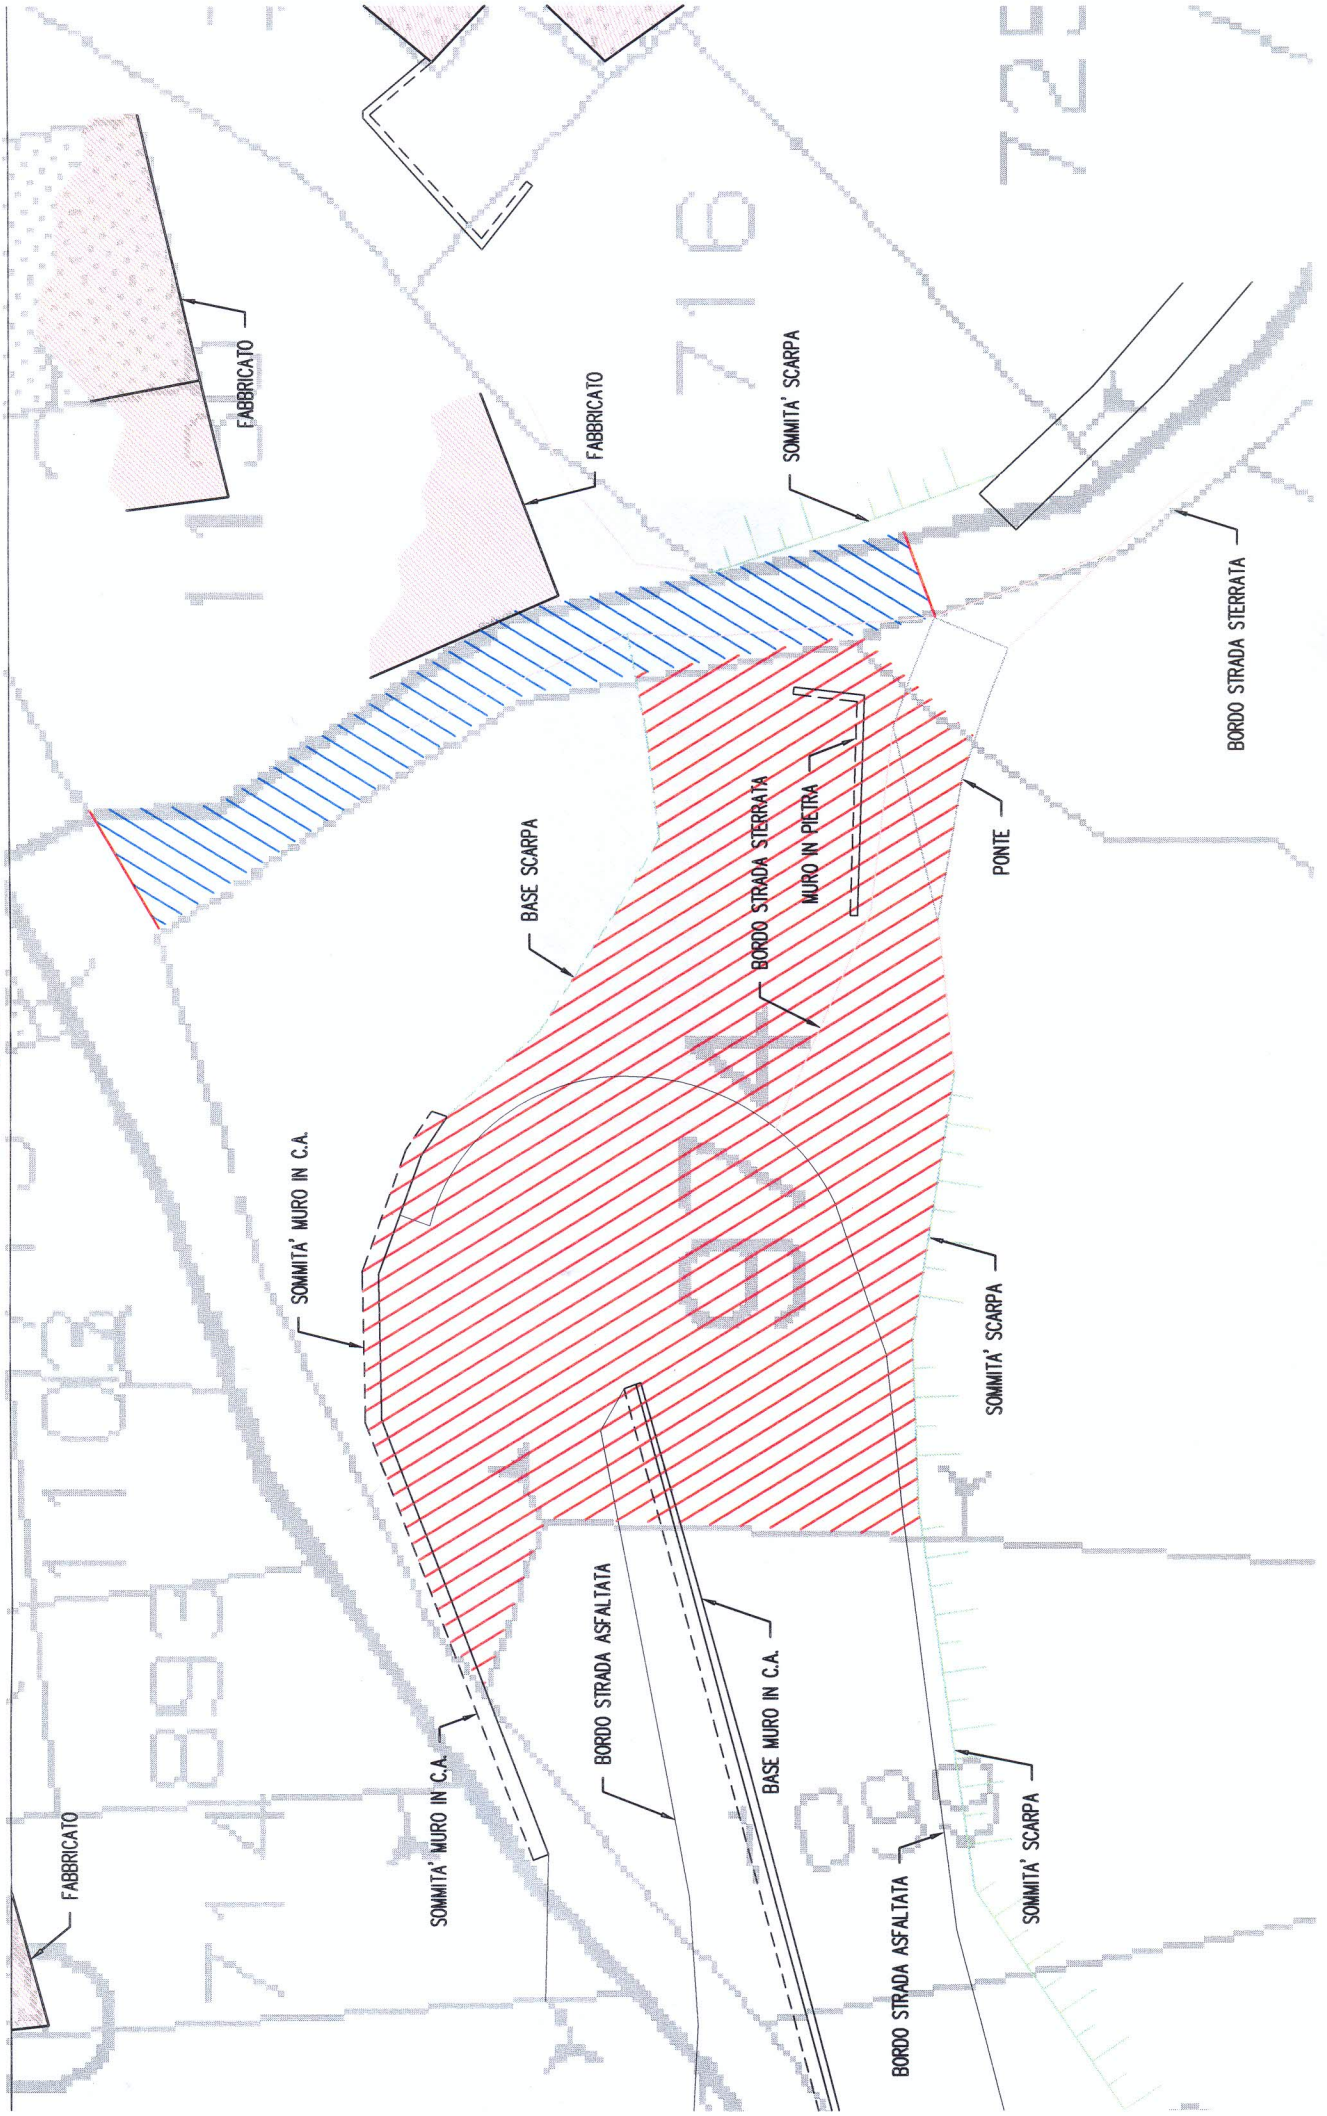 FABBRICATO
FABBRICATO
SOMMITA' SCARPA
716
725
BORDO STRADA STERRATA
BASE SCARPA
BORDO STRADA STERRATA
MURO IN PIETRA
PONTE
SOMMITA' MURO IN C.A.
974
SOMMITA' SCARPA
893
714
FABBRICATO
SOMMITA' MURO IN C.A.
BORDO STRADA ASFALTATA
BASE MURO IN C.A.
BORDO STRADA ASFALTATA
SOMMITA' SCARPA